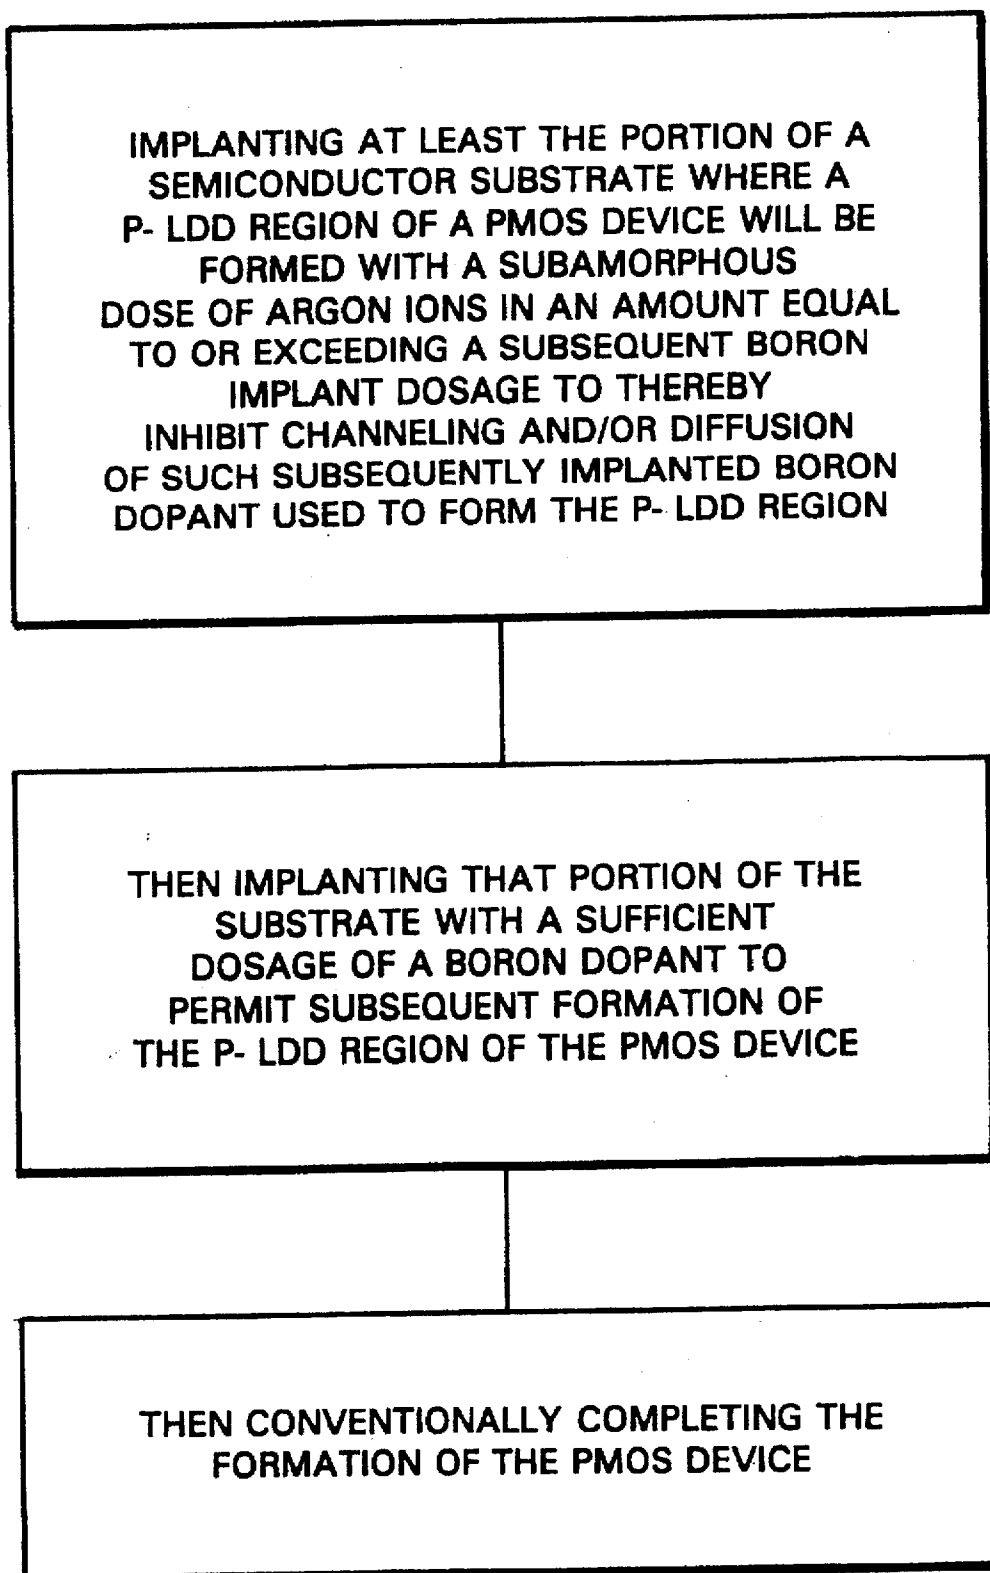 IMPLANTING AT LEAST THE PORTION OF A
SEMICONDUCTOR SUBSTRATE WHERE A
P- LDD REGION OF A PMOS DEVICE WILL BE
FORMED WITH A SUBAMORPHOUS
DOSE OF ARGON IONS IN AN AMOUNT EQUAL
TO OR EXCEEDING A SUBSEQUENT BORON
IMPLANT DOSAGE TO THEREBY
INHIBIT CHANNELING AND/OR DIFFUSION
OF SUCH SUBSEQUENTLY IMPLANTED BORON
DOPANT USED TO FORM THE P- LDD REGION
THEN IMPLANTING THAT PORTION OF THE
SUBSTRATE WITH A SUFFICIENT
DOSAGE OF A BORON DOPANT TO
PERMIT SUBSEQUENT FORMATION OF
THE P- LDD REGION OF THE PMOS DEVICE
THEN CONVENTIONALLY COMPLETING THE
FORMATION OF THE PMOS DEVICE